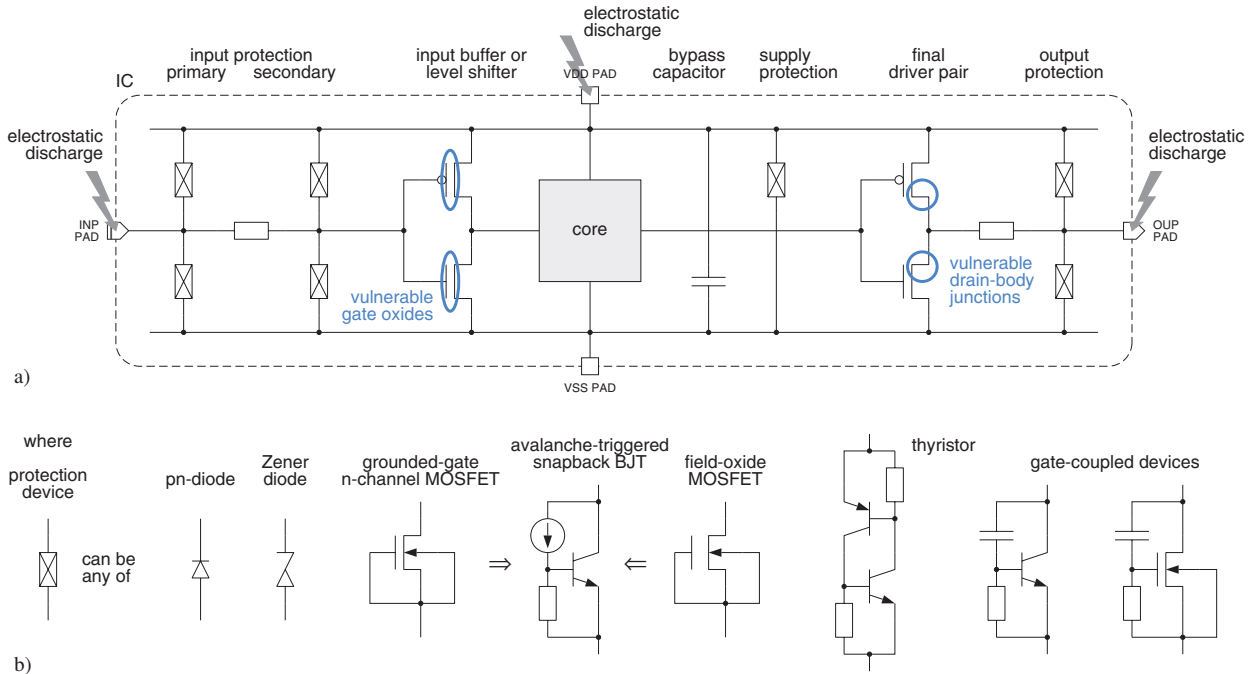 electrostatic
discharge
input protection
primary
secondary
input buffer or
level shifter
VDD PAD
bypass
capacitor
supply
protection
final
driver pair
output
protection
IC
electrostatic
discharge
electrostatic
discharge
INP
PAD
core
OUP
PAD
vulnerable
gate oxides
vulnerable
drain-body
junctions
VSS PAD
a)
where
protection
device
can be
any of
pn-diode
Zener
diode
grounded-gate
n-channel MOSFET
⇒
avalanche-triggered
snapback BJT
⇐
field-oxide
MOSFET
thyristor
gate-coupled devices
b)